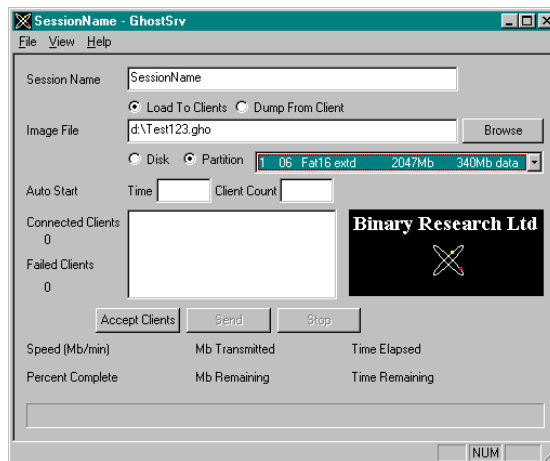 SessionName - GhostSrv
File View Help
Session Name SessionName
Load To Clients Dump From Client
Image File d:\Test123.gho Browse
Disk Partition 1 06 Fat16 extd 2047Mb 340Mb data
Auto Start Time Client Count
Connected Clients
0
Binary Research Ltd
Failed Clients
0
Accept Clients Send Stop
Speed (Mb/min) Mb Transmitted Time Elapsed
Percent Complete Mb Remaining Time Remaining
NUM